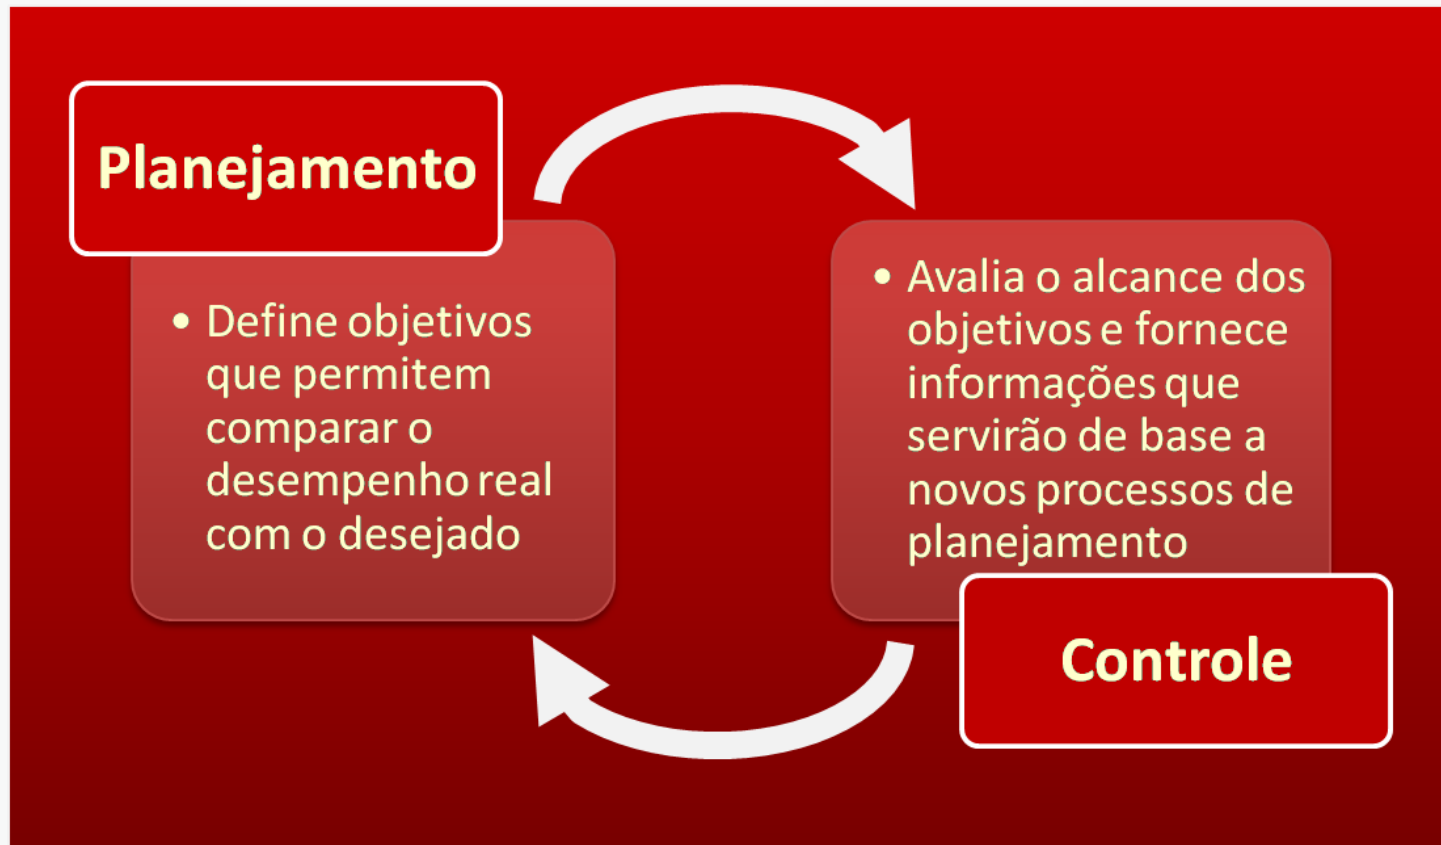 Planejamento
• Define objetivos
que permitem
comparar o
desempenho real
com o desejado
• Avalia o alcance dos
objetivos e fornece
informações que
servirão de base a
novos processos de
planejamento
Controle